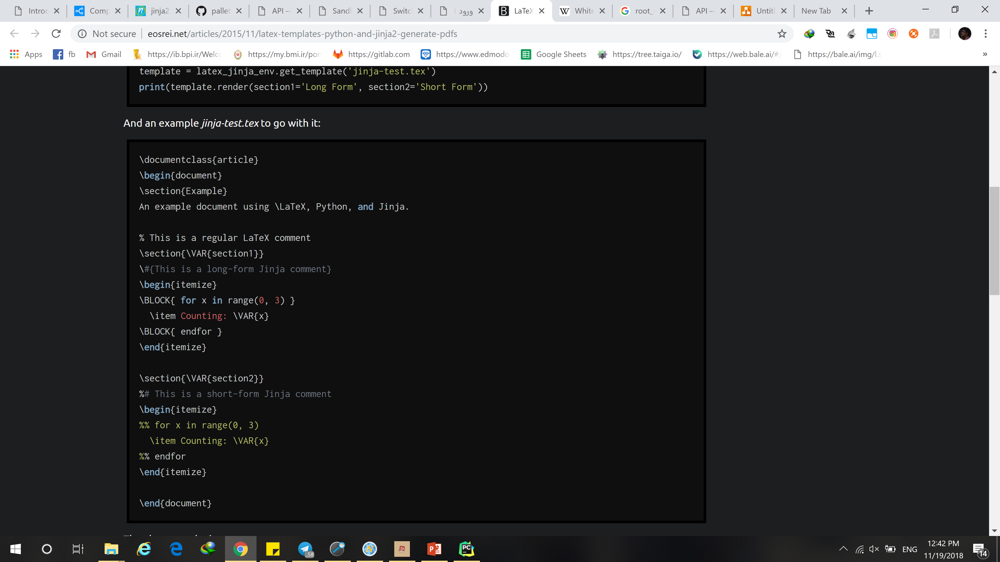 Introc
Comp
jinja2
pallet
API —
Sandb
Switch
ورود
LaTeX
White
root_
API —
Untitl
New Tab
Not secure
eosrei.net/articles/2015/11/latex-templates-python-and-jinja2-generate-pdfs
Apps
fb
Gmail
https://ib.bpi.ir/Welc
https://my.bmi.ir/por
https://gitlab.com
https://www.edmodo
Google Sheets
https://tree.taiga.io/
https://web.bale.ai/#/
https://bale.ai/img/l.s
»
template = latex_jinja_env.get_template('jinja-test.tex')
print(template.render(section1='Long Form', section2='Short Form'))
And an example jinja-test.tex to go with it:
\documentclass{article}
\begin{document}
\section{Example}
An example document using \LaTeX, Python, and Jinja.
% This is a regular LaTeX comment
\section{\VAR{section1}}
\#{This is a long-form Jinja comment}
\begin{itemize}
\BLOCK{ for x in range(0, 3) }
  \item Counting: \VAR{x}
\BLOCK{ endfor }
\end{itemize}
\section{\VAR{section2}}
%# This is a short-form Jinja comment
\begin{itemize}
%% for x in range(0, 3)
  \item Counting: \VAR{x}
%% endfor
\end{itemize}
\end{document}
..58
ENG
12:42 PM
11/19/2018
14